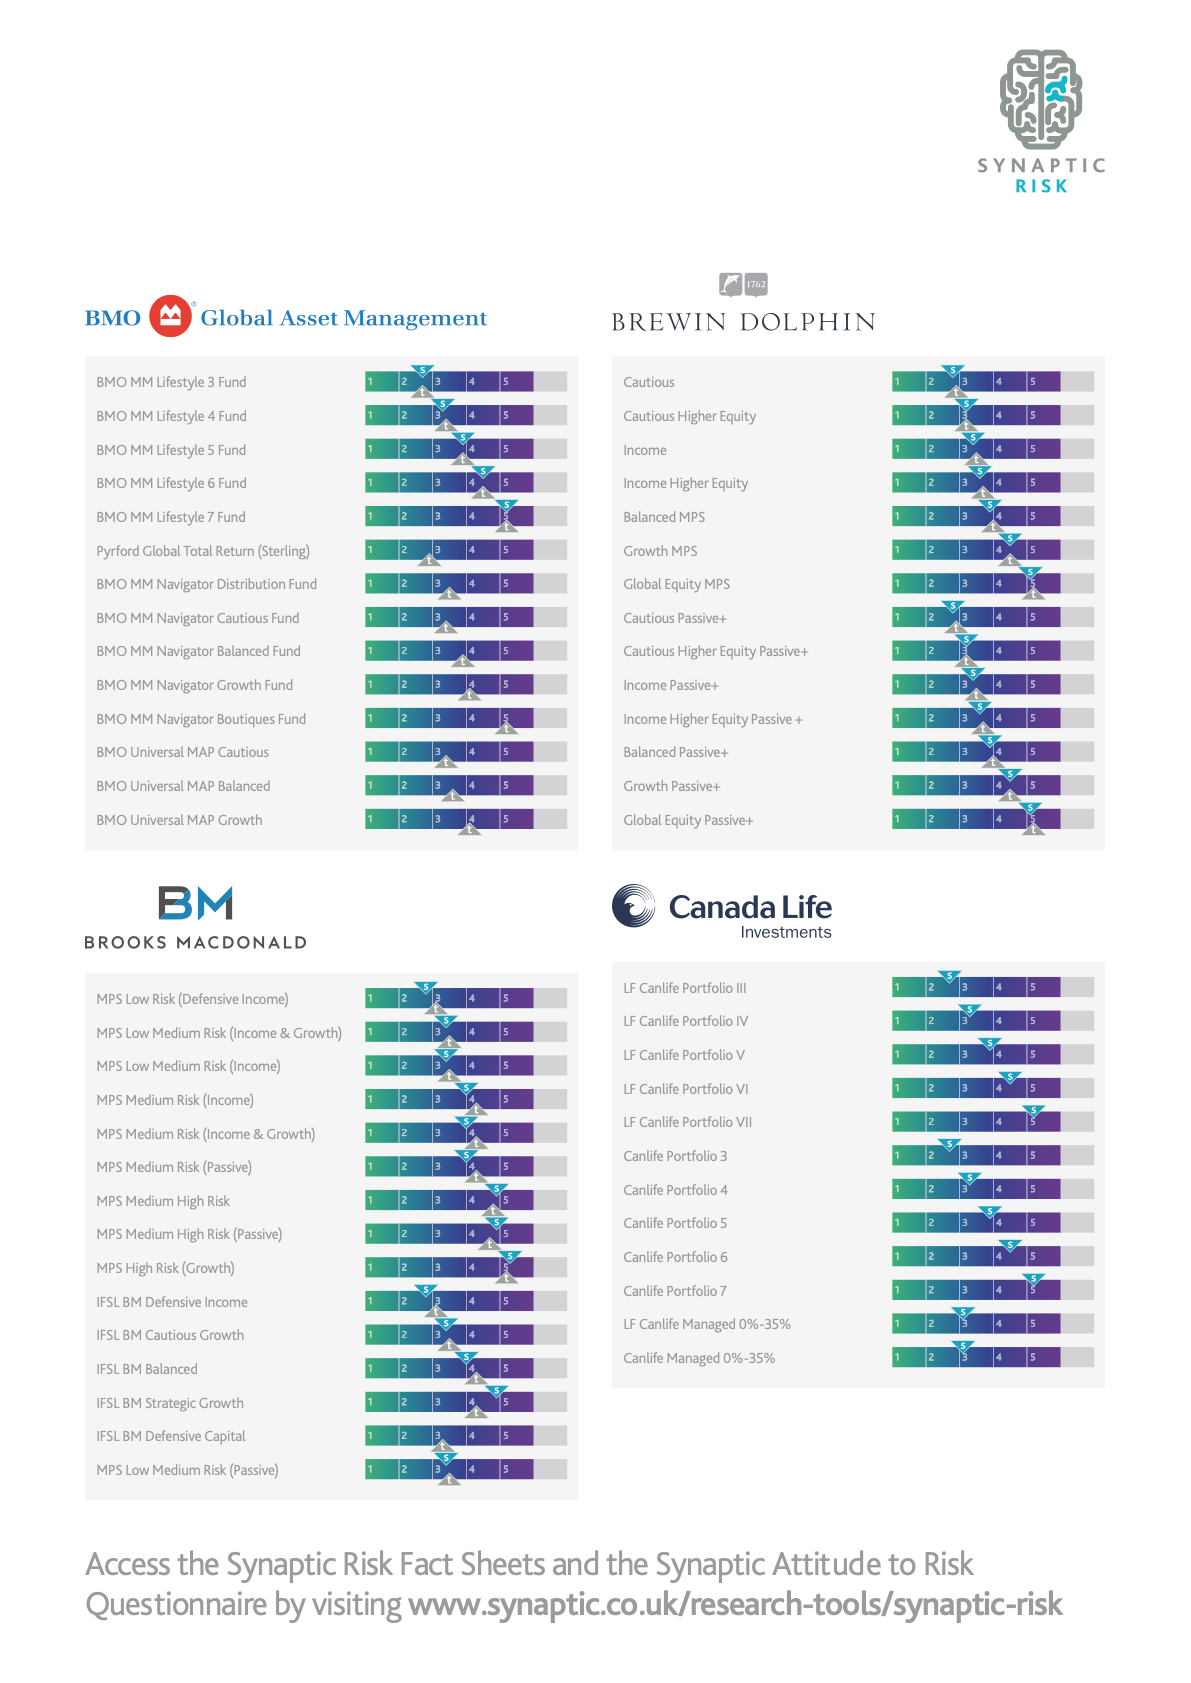 SYNAPTIC
RISK
BMO Global Asset Management®
BMO MM Lifestyle 3 Fund 1 2 3 4 5 s t
BMO MM Lifestyle 4 Fund 1 2 3 4 5 s t
BMO MM Lifestyle 5 Fund 1 2 3 4 5 s t
BMO MM Lifestyle 6 Fund 1 2 3 4 5 s t
BMO MM Lifestyle 7 Fund 1 2 3 4 5 s t
Pyrford Global Total Return (Sterling) 1 2 3 4 5 t
BMO MM Navigator Distribution Fund 1 2 3 4 5 t
BMO MM Navigator Cautious Fund 1 2 3 4 5 t
BMO MM Navigator Balanced Fund 1 2 3 4 5 t
BMO MM Navigator Growth Fund 1 2 3 4 5 t
BMO MM Navigator Boutiques Fund 1 2 3 4 5 t
BMO Universal MAP Cautious 1 2 3 4 5 t
BMO Universal MAP Balanced 1 2 3 4 5 t
BMO Universal MAP Growth 1 2 3 4 5 t
1762
BREWIN DOLPHIN
Cautious 1 2 3 4 5 s t
Cautious Higher Equity 1 2 3 4 5 s t
Income 1 2 3 4 5 s t
Income Higher Equity 1 2 3 4 5 s t
Balanced MPS 1 2 3 4 5 s t
Growth MPS 1 2 3 4 5 s t
Global Equity MPS 1 2 3 4 5 s t
Cautious Passive+ 1 2 3 4 5 s t
Cautious Higher Equity Passive+ 1 2 3 4 5 s t
Income Passive+ 1 2 3 4 5 s t
Income Higher Equity Passive + 1 2 3 4 5 s t
Balanced Passive+ 1 2 3 4 5 s t
Growth Passive+ 1 2 3 4 5 s t
Global Equity Passive+ 1 2 3 4 5 s t
BM
BROOKS MACDONALD
MPS Low Risk (Defensive Income) 1 2 3 4 5 s t
MPS Low Medium Risk (Income & Growth) 1 2 3 4 5 s t
MPS Low Medium Risk (Income) 1 2 3 4 5 s t
MPS Medium Risk (Income) 1 2 3 4 5 s t
MPS Medium Risk (Income & Growth) 1 2 3 4 5 s t
MPS Medium Risk (Passive) 1 2 3 4 5 s t
MPS Medium High Risk 1 2 3 4 5 s t
MPS Medium High Risk (Passive) 1 2 3 4 5 s t
MPS High Risk (Growth) 1 2 3 4 5 s t
IFSL BM Defensive Income 1 2 3 4 5 s t
IFSL BM Cautious Growth 1 2 3 4 5 s t
IFSL BM Balanced 1 2 3 4 5 s t
IFSL BM Strategic Growth 1 2 3 4 5 s t
IFSL BM Defensive Capital 1 2 3 4 5 t
MPS Low Medium Risk (Passive) 1 2 3 4 5 s t
Canada Life
Investments
LF Canlife Portfolio III 1 2 3 4 5 s
LF Canlife Portfolio IV 1 2 3 4 5 s
LF Canlife Portfolio V 1 2 3 4 5 s
LF Canlife Portfolio VI 1 2 3 4 5 s
LF Canlife Portfolio VII 1 2 3 4 5 s
Canlife Portfolio 3 1 2 3 4 5 s
Canlife Portfolio 4 1 2 3 4 5 s
Canlife Portfolio 5 1 2 3 4 5 s
Canlife Portfolio 6 1 2 3 4 5 s
Canlife Portfolio 7 1 2 3 4 5 s
LF Canlife Managed 0%-35% 1 2 3 4 5 s
Canlife Managed 0%-35% 1 2 3 4 5 s
Access the Synaptic Risk Fact Sheets and the Synaptic Attitude to Risk
Questionnaire by visiting www.synaptic.co.uk/research-tools/synaptic-risk